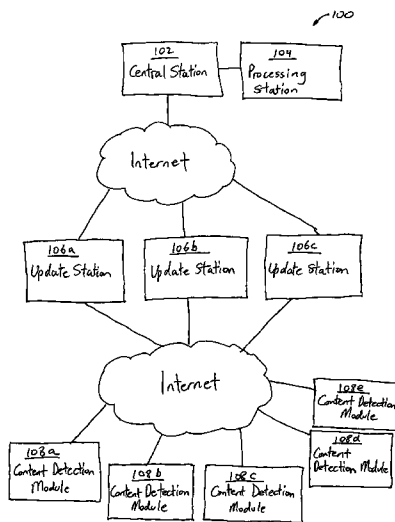 100
102
Central Station
104
Processing
Station
Internet
106a
Update Station
106b
Update Station
106c
Update Station
Internet
108e
Content Detection
Module
108d
Content
Detection Module
108a
Content Detection
Module
108b
Content Detection
Module
108c
Content Detection
Module